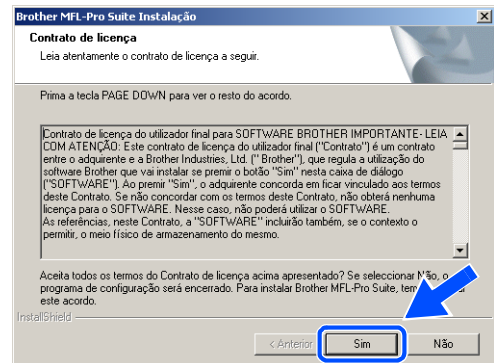 Brother MFL-Pro Suite Instalação
Contrato de licença
Leia atentamente o contrato de licença a seguir.
Prima a tecla PAGE DOWN para ver o resto do acordo.
Contrato de licença do utilizador final para SOFTWARE BROTHER IMPORTANTE- LEIA
COM ATENÇÃO: Este contrato de licença do utilizador final ("Contrato") é um contrato
entre o adquirente e a Brother Industries, Ltd. (" Brother"), que regula a utilização do
software Brother que vai instalar se premir o botão "Sim" nesta caixa de diálogo
("SOFTWARE"). Ao premir "Sim", o adquirente concorda em ficar vinculado aos termos
deste Contrato. Se não concordar com os termos deste Contrato, não obterá nenhuma
licença para o SOFTWARE. Nesse caso, não poderá utilizar o SOFTWARE.
As referências, neste Contrato, a "SOFTWARE" incluirão também, se o contexto o
permitir, o meio físico de armazenamento do mesmo.
Aceita todos os termos do Contrato de licença acima apresentado? Se seleccionar Não, o
programa de configuração será encerrado. Para instalar Brother MFL-Pro Suite,
este acordo.
InstallShield
< Anterior
Sim
Não